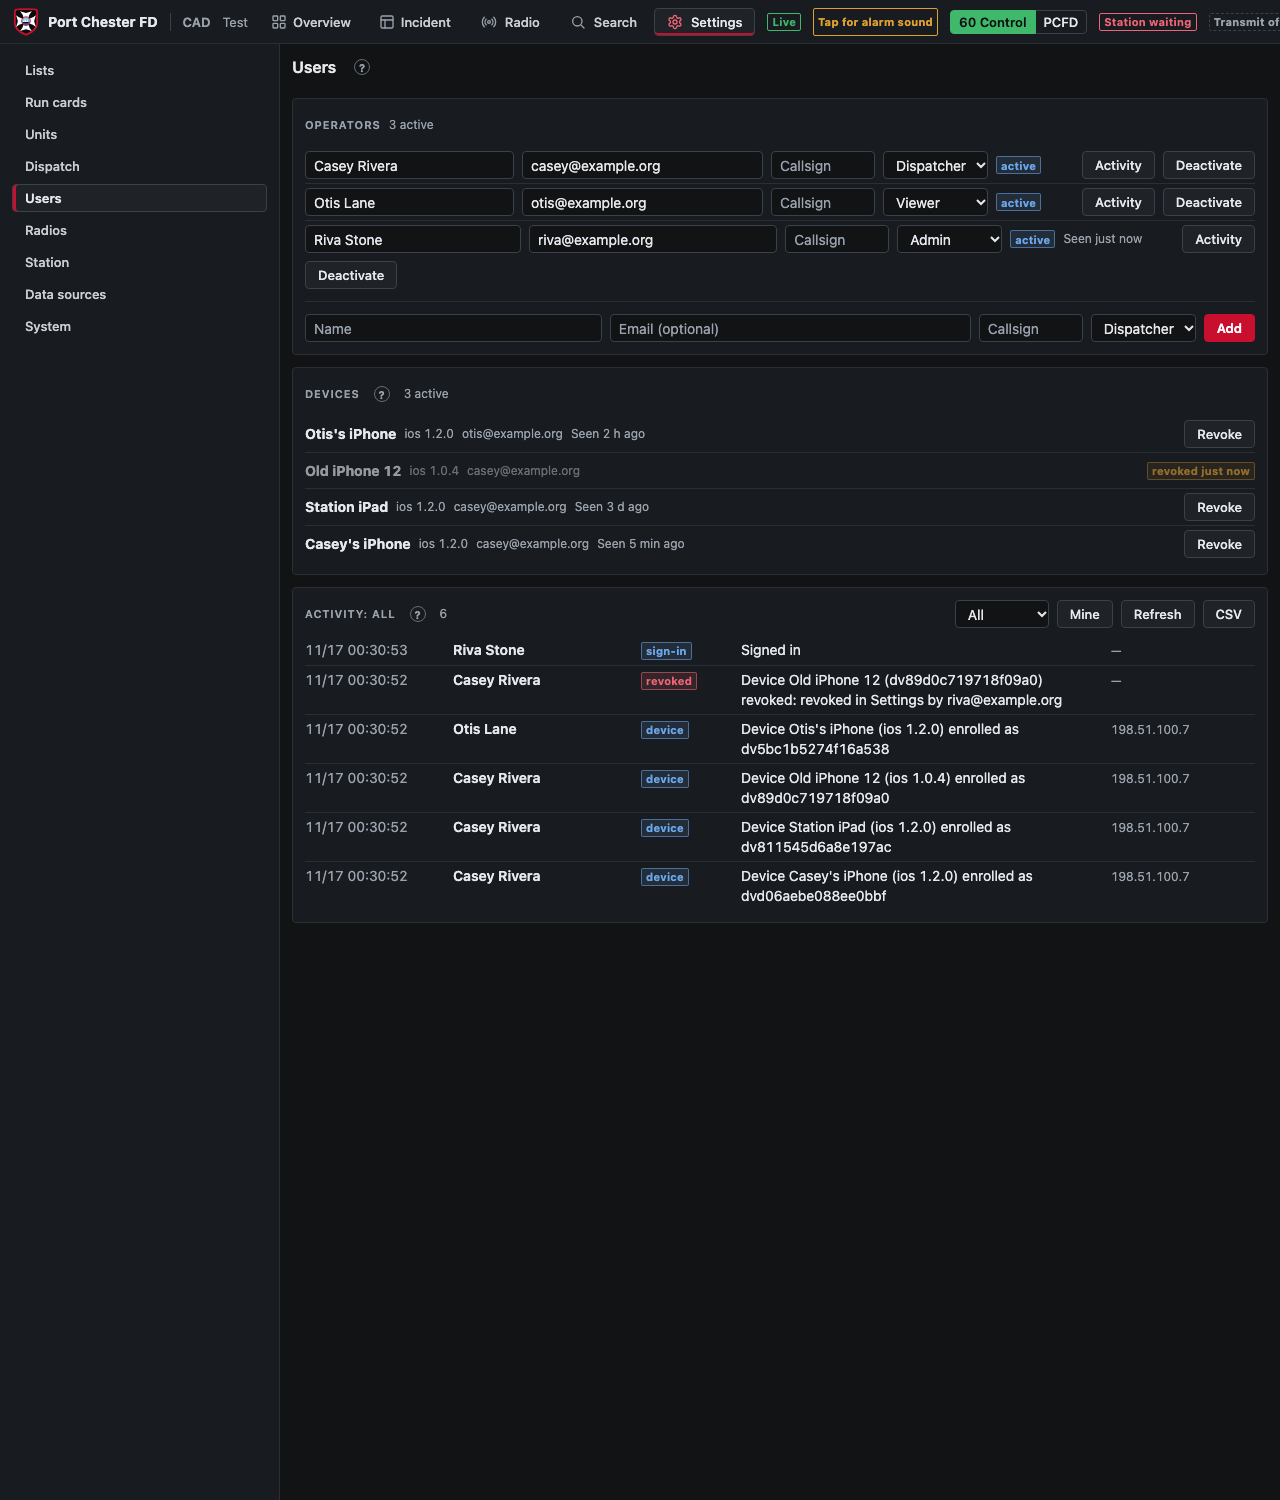 Port Chester FD CAD Test Overview Incident Radio Search Settings Live Tap for alarm sound 60 Control PCFD Station waiting Transmit of
Lists
Run cards
Units
Dispatch
Users
Radios
Station
Data sources
System
Users ?
OPERATORS 3 active
Casey Rivera casey@example.org Callsign Dispatcher active Activity Deactivate
Otis Lane otis@example.org Callsign Viewer active Activity Deactivate
Riva Stone riva@example.org Callsign Admin active Seen just now Activity
Deactivate
Name Email (optional) Callsign Dispatcher Add
DEVICES ? 3 active
Otis's iPhone ios 1.2.0 otis@example.org Seen 2 h ago Revoke
Old iPhone 12 ios 1.0.4 casey@example.org revoked just now
Station iPad ios 1.2.0 casey@example.org Seen 3 d ago Revoke
Casey's iPhone ios 1.2.0 casey@example.org Seen 5 min ago Revoke
ACTIVITY: ALL ? 6 All Mine Refresh CSV
11/17 00:30:53 Riva Stone sign-in Signed in —
11/17 00:30:52 Casey Rivera revoked Device Old iPhone 12 (dv89d0c719718f09a0) —
revoked: revoked in Settings by riva@example.org
11/17 00:30:52 Otis Lane device Device Otis's iPhone (ios 1.2.0) enrolled as 198.51.100.7
dv5bc1b5274f16a538
11/17 00:30:52 Casey Rivera device Device Old iPhone 12 (ios 1.0.4) enrolled as 198.51.100.7
dv89d0c719718f09a0
11/17 00:30:52 Casey Rivera device Device Station iPad (ios 1.2.0) enrolled as 198.51.100.7
dv811545d6a8e197ac
11/17 00:30:52 Casey Rivera device Device Casey's iPhone (ios 1.2.0) enrolled as 198.51.100.7
dvd06aebe088ee0bbf